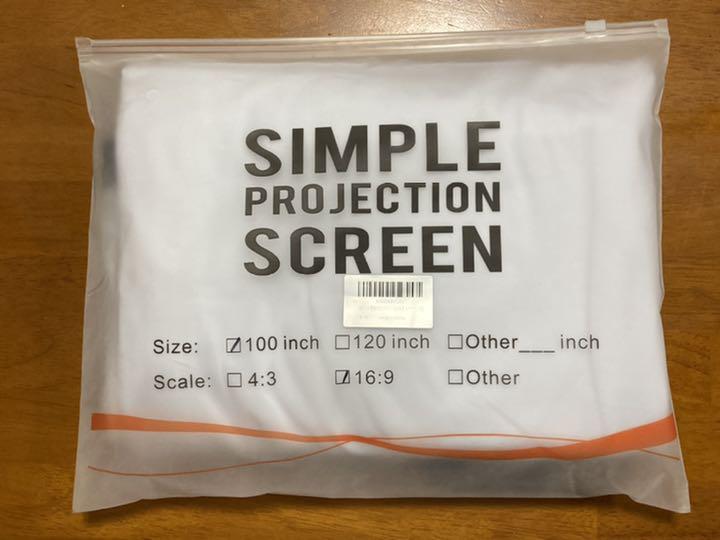 SIMPLE
PROJECTION
SCREEN
Size: ☑100 inch ☐120 inch ☐Other___ inch
Scale: ☐ 4:3 ☑16:9 ☐Other